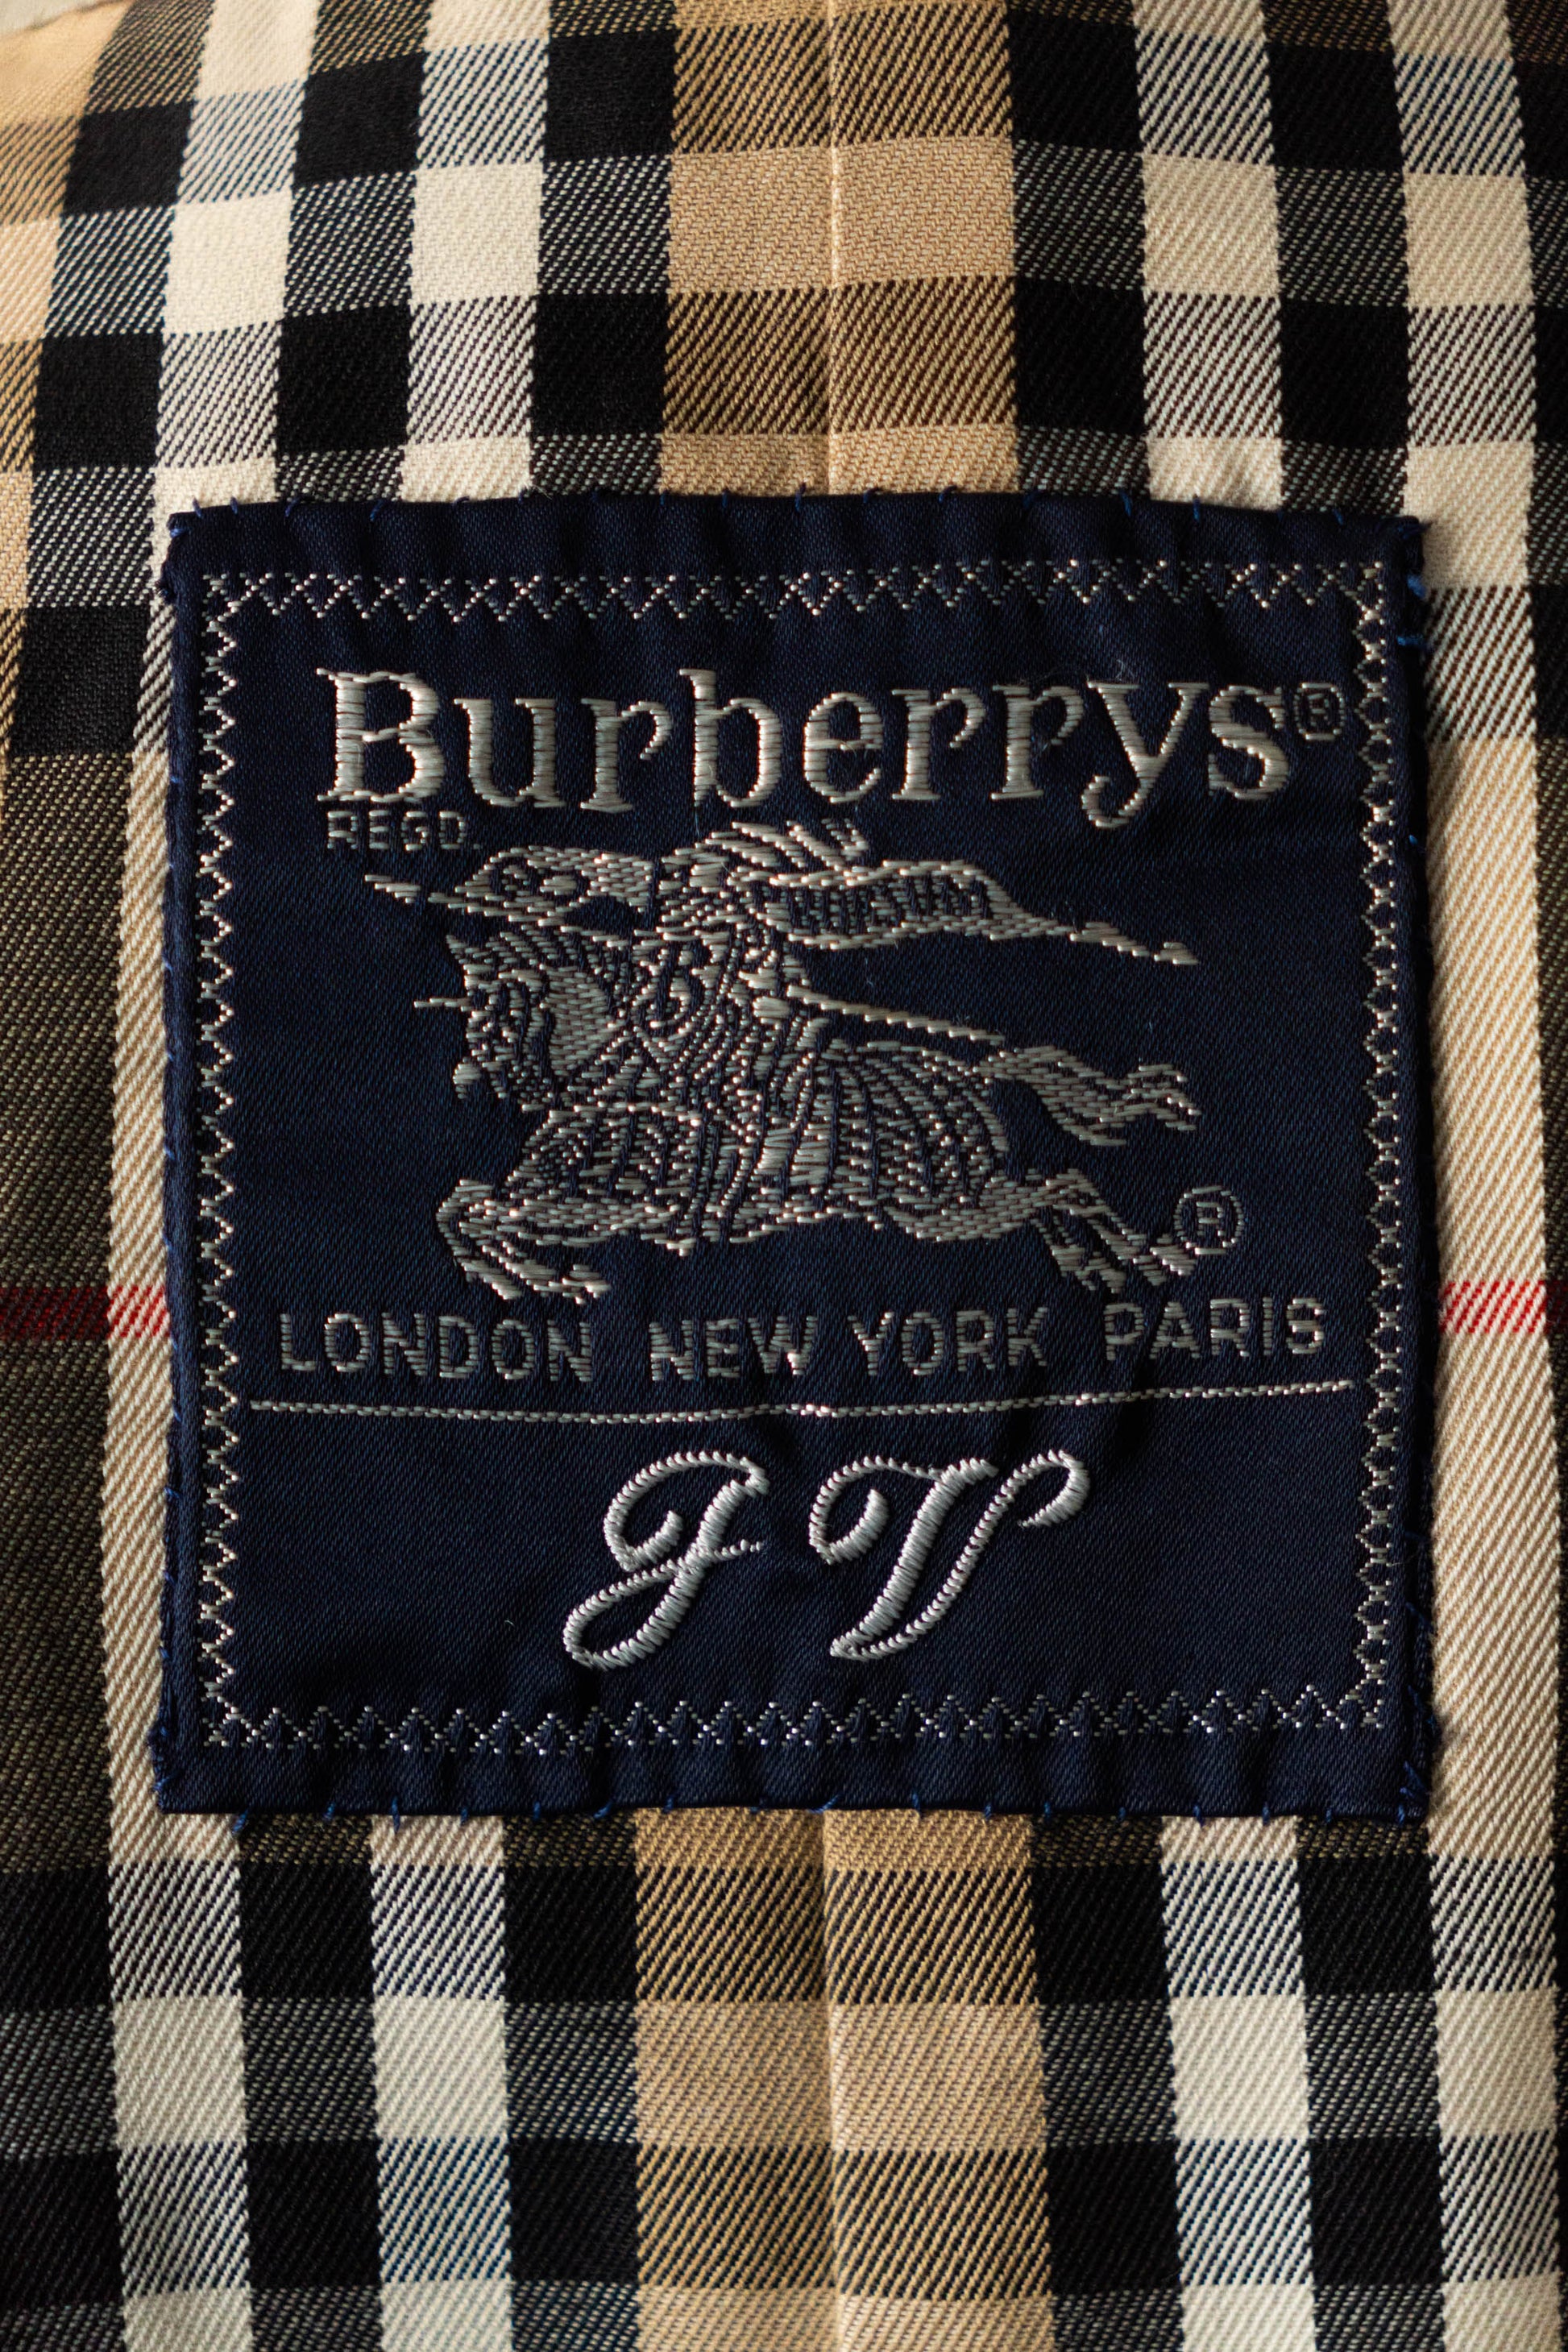 Burberrys®
REGD.
®
LONDON NEW YORK PARIS
J V